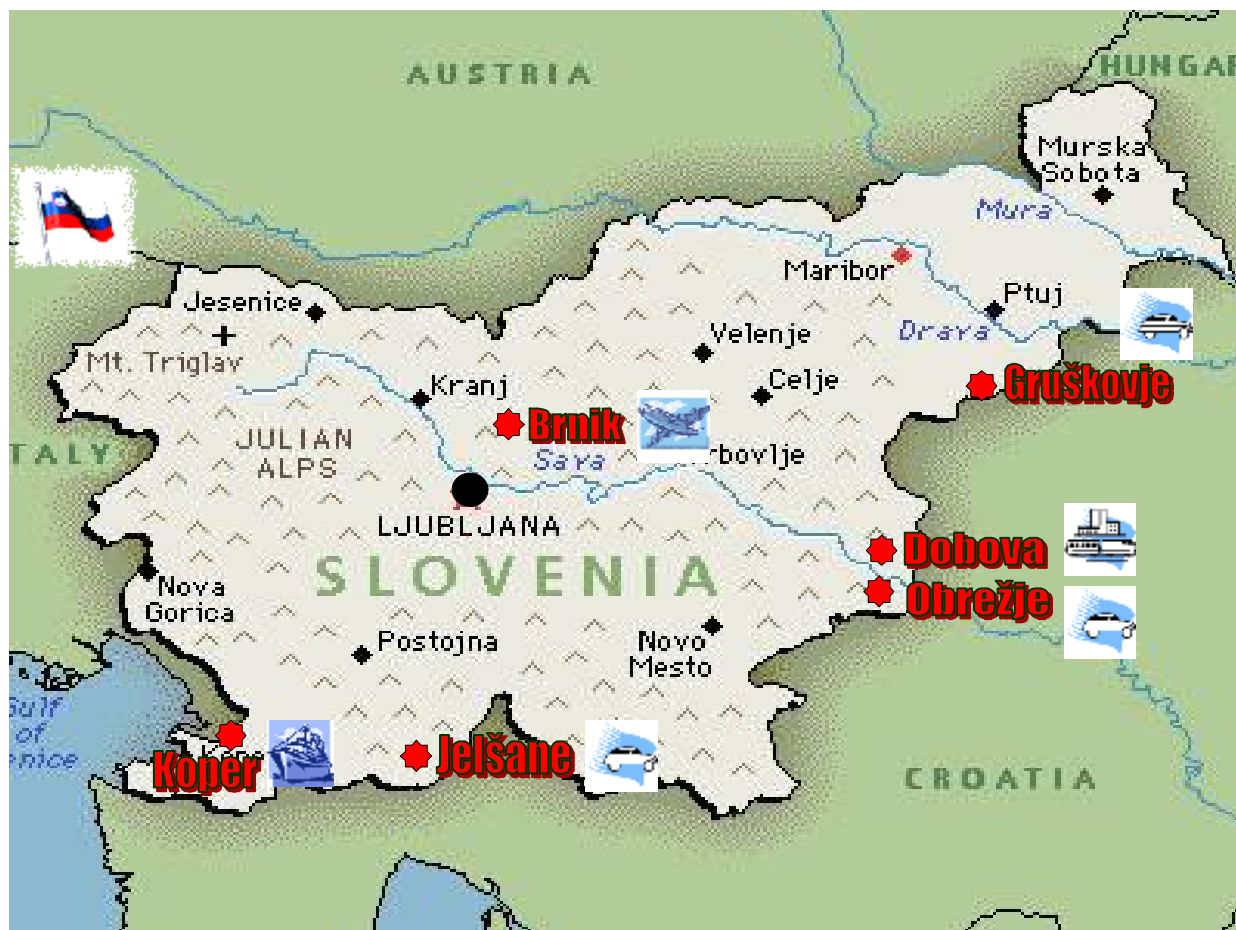 AUSTRIA
HUNGAR
Murska
Sobota
Mura
Maribor
Jesenice
Ptuj
Velenje
Drava
Mt. Triglav
Kranj
Celje
Gruškovje
Brnik
JULIAN
ALPS
TALY
Sava
rbovlje
LJUBLJANA
Dobova
SLOVENIA
Nova
Gorica
Obrežje
Postojna
Novo
Mesto
Gulf
of
enice
Koper
Jelšane
CROATIA